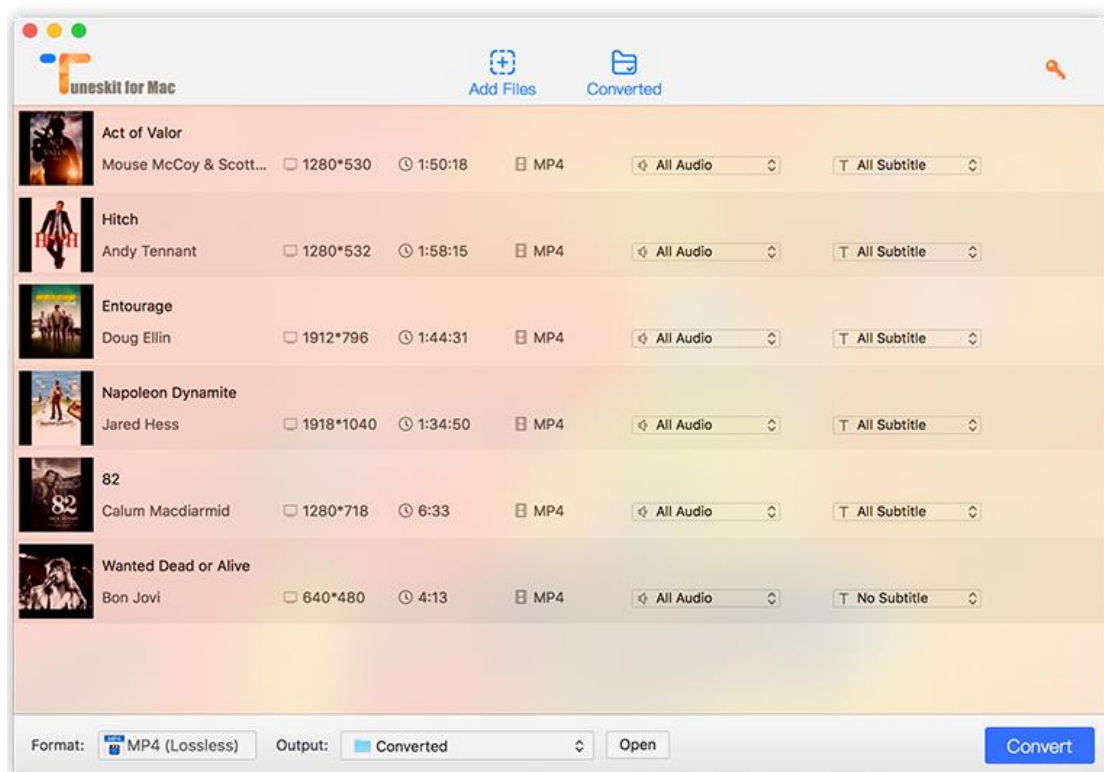 Tuneskit for Mac
Add Files
Converted
Act of Valor
Mouse McCoy & Scott... 1280*530 1:50:18 MP4 All Audio T All Subtitle
HITCH
Hitch
Andy Tennant 1280*532 1:58:15 MP4 All Audio T All Subtitle
Entourage
Doug Ellin 1912*796 1:44:31 MP4 All Audio T All Subtitle
Napoleon Dynamite
Jared Hess 1918*1040 1:34:50 MP4 All Audio T All Subtitle
82
82
Calum Macdiarmid 1280*718 6:33 MP4 All Audio T All Subtitle
Wanted Dead or Alive
Bon Jovi 640*480 4:13 MP4 All Audio T No Subtitle
Format: MP4 MP4 (Lossless) Output: Converted Open Convert